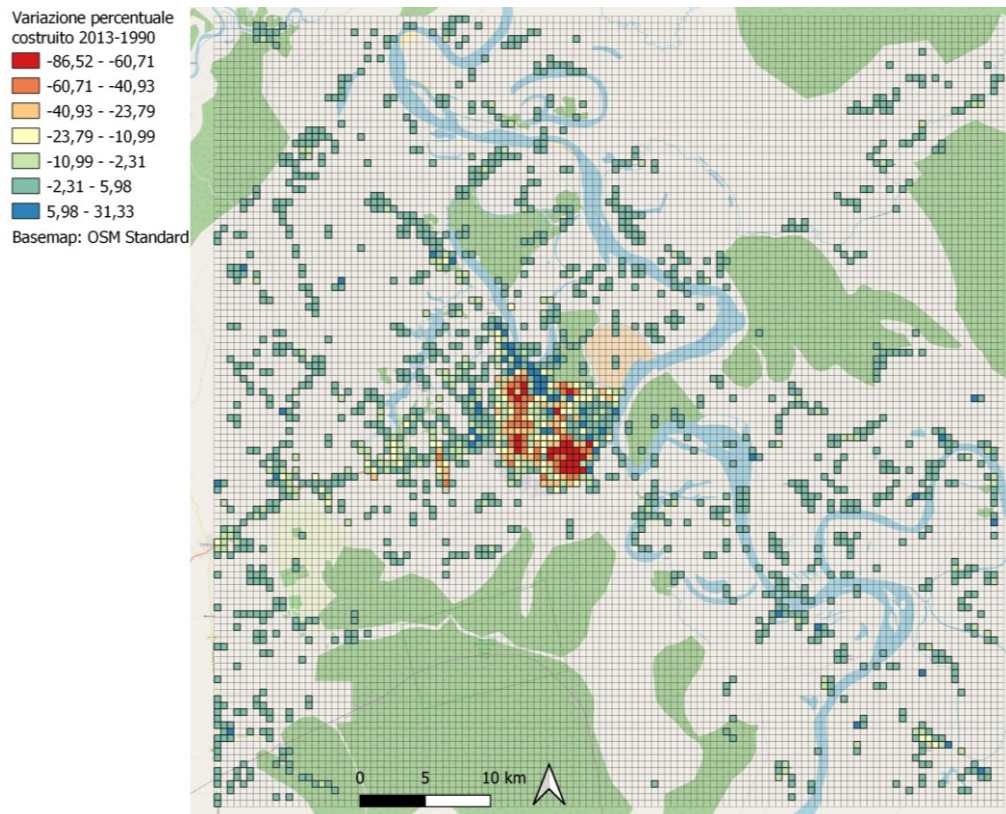 Variazione percentuale
costruito 2013-1990
-86,52 - -60,71
-60,71 - -40,93
-40,93 - -23,79
-23,79 - -10,99
-10,99 - -2,31
-2,31 - 5,98
5,98 - 31,33
Basemap: OSM Standard
0 5 10 km